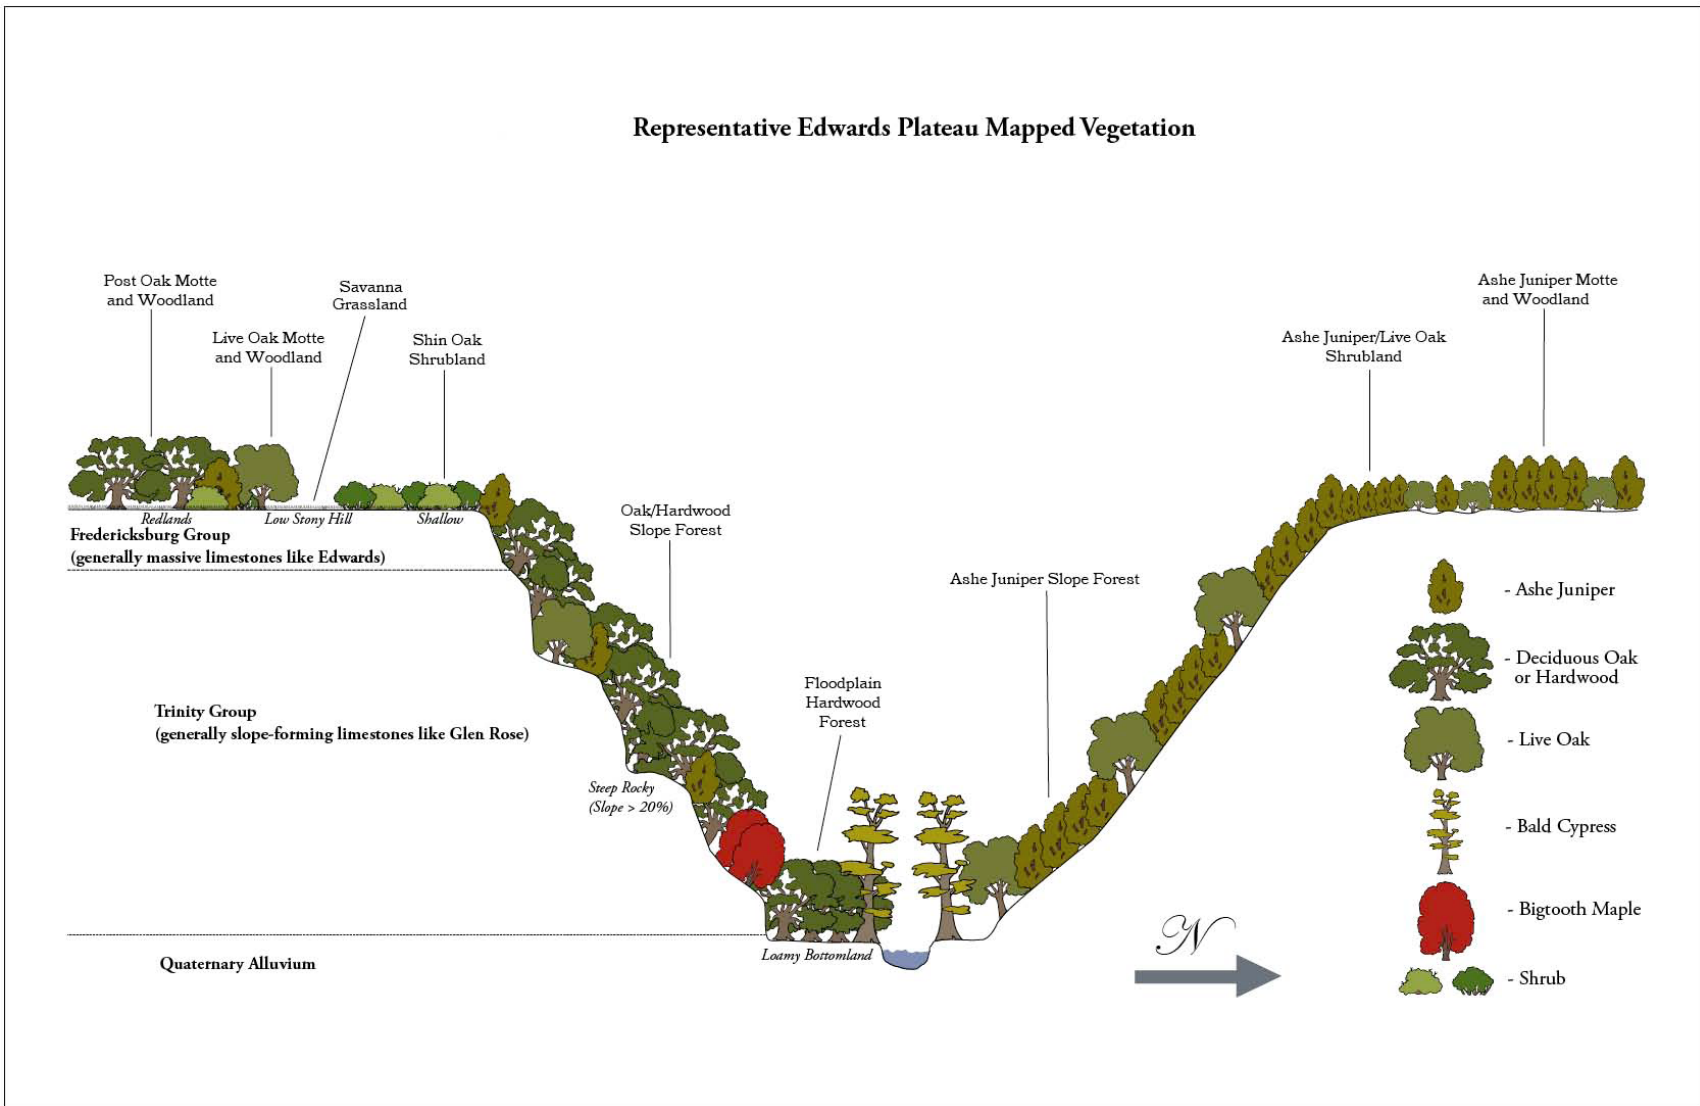 Representative Edwards Plateau Mapped Vegetation
Post Oak Motte
and Woodland
Live Oak Motte
and Woodland
Savanna
Grassland
Shin Oak
Shrubland
Ashe Juniper/Live Oak
Shrubland
Ashe Juniper Motte
and Woodland
Redlands
Low Stony Hill
Shallow
Fredericksburg Group
(generally massive limestones like Edwards)
Oak/Hardwood
Slope Forest
Ashe Juniper Slope Forest
Trinity Group
(generally slope-forming limestones like Glen Rose)
Floodplain
Hardwood
Forest
Steep Rocky
(Slope > 20%)
Loamy Bottomland
Quaternary Alluvium
N
- Ashe Juniper
- Deciduous Oak
or Hardwood
- Live Oak
- Bald Cypress
- Bigtooth Maple
- Shrub